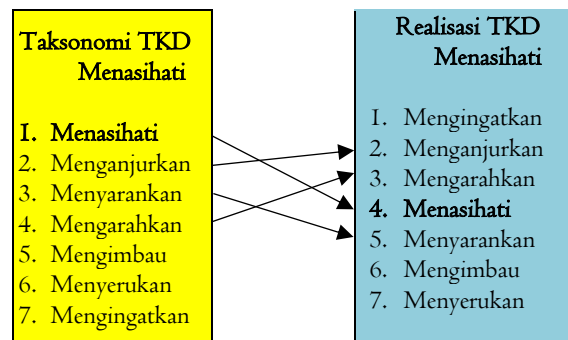 Taksonomi TKD
Menasihati
1. Menasihati
2. Menganjurkan
3. Menyarankan
4. Mengarahkan
5. Mengimbau
6. Menyerukan
7. Mengingatkan
Realisasi TKD
Menasihati
1. Mengingatkan
2. Menganjurkan
3. Mengarahkan
4. Menasihati
5. Menyarankan
6. Mengimbau
7. Menyerukan